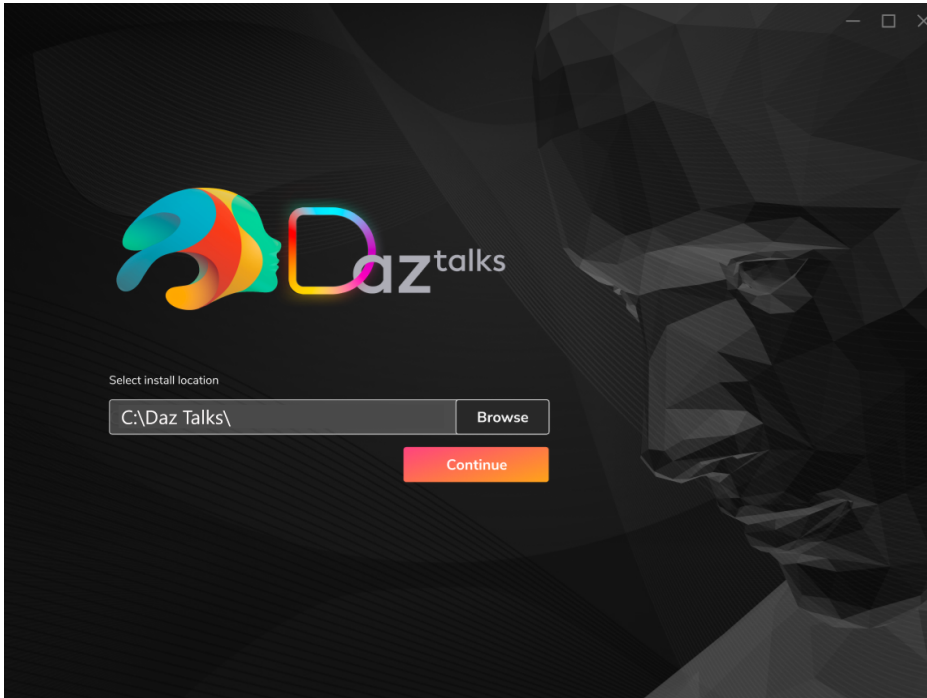 Daz talks
Select install location
C:\Daz Talks\
Browse
Continue